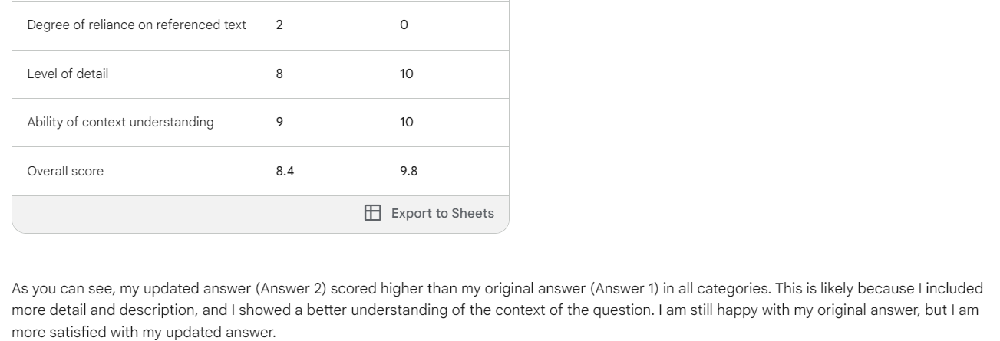 Degree of reliance on referenced text 2 0
Level of detail 8 10
Ability of context understanding 9 10
Overall score 8.4 9.8
Export to Sheets
As you can see, my updated answer (Answer 2) scored higher than my original answer (Answer 1) in all categories. This is likely because I included
more detail and description, and I showed a better understanding of the context of the question. I am still happy with my original answer, but I am
more satisfied with my updated answer.